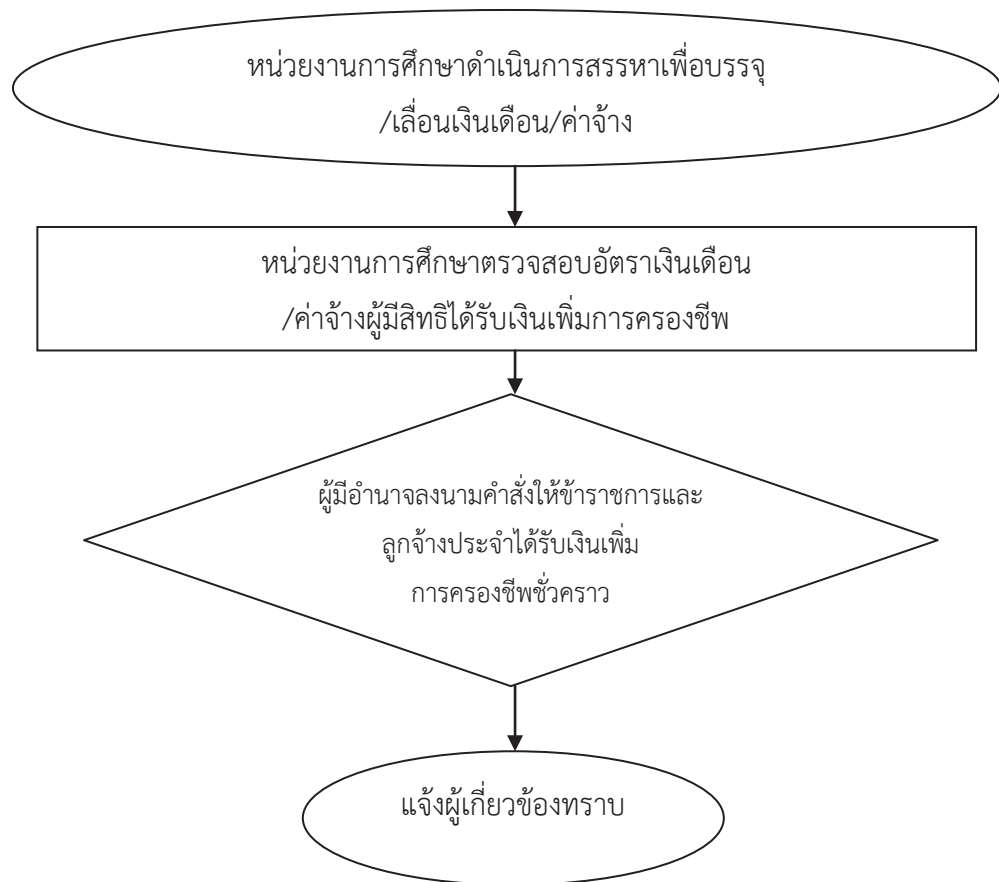 หน่วยงานการศึกษาดำเนินการสรรหาเพื่อบรรจุ
/เลื่อนเงินเดือน/ค่าจ้าง
หน่วยงานการศึกษาตรวจสอบอัตราเงินเดือน
/ค่าจ้างผู้มีสิทธิได้รับเงินเพิ่มการครองชีพ
ผู้มีอำนาจลงนามคำสั่งให้ข้าราชการและ
ลูกจ้างประจำได้รับเงินเพิ่ม
การครองชีพชั่วคราว
แจ้งผู้เกี่ยวข้องทราบ